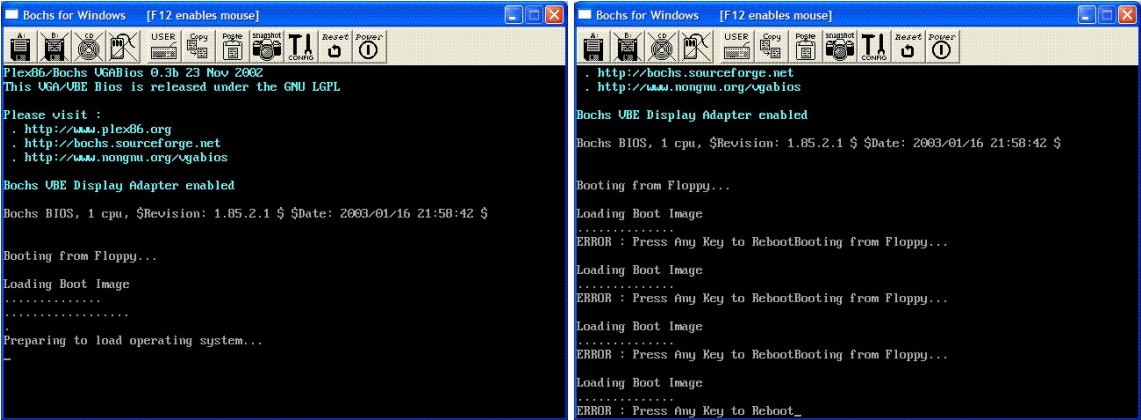 Bochs for Windows [F12 enables mouse]
A: B: CD USER Copy Paste snapshot CONFIG Reset Power
Plex86/Bochs VGABios 0.3b 23 Nov 2002
This VGA/VBE Bios is released under the GNU LGPL
Please visit :
. http://www.plex86.org
. http://bochs.sourceforge.net
. http://www.nongnu.org/vgabios
Bochs VBE Display Adapter enabled
Bochs BIOS, 1 cpu, $Revision: 1.85.2.1 $ $Date: 2003/01/16 21:58:42 $
Booting from Floppy...
Loading Boot Image
..............
.................
.
Preparing to load operating system...
_
Bochs for Windows [F12 enables mouse]
A: B: CD USER Copy Paste snapshot CONFIG Reset Power
. http://bochs.sourceforge.net
. http://www.nongnu.org/vgabios
Bochs VBE Display Adapter enabled
Bochs BIOS, 1 cpu, $Revision: 1.85.2.1 $ $Date: 2003/01/16 21:58:42 $
Booting from Floppy...
Loading Boot Image
..............
ERROR : Press Any Key to RebootBooting from Floppy...
Loading Boot Image
..............
ERROR : Press Any Key to RebootBooting from Floppy...
Loading Boot Image
..............
ERROR : Press Any Key to RebootBooting from Floppy...
Loading Boot Image
..............
ERROR : Press Any Key to Reboot_